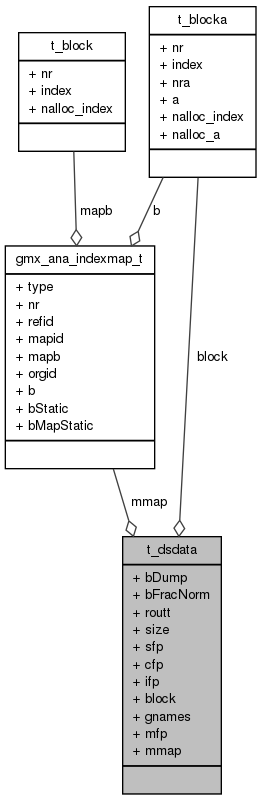 t_block
+ nr
+ index
+ nalloc_index
t_blocka
+ nr
+ index
+ nra
+ a
+ nalloc_index
+ nalloc_a
mapb
b
gmx_ana_indexmap_t
+ type
+ nr
+ refid
+ mapid
+ mapb
+ orgid
+ b
+ bStatic
+ bMapStatic
block
mmap
t_dsdata
+ bDump
+ bFracNorm
+ routt
+ size
+ sfp
+ cfp
+ ifp
+ block
+ gnames
+ mfp
+ mmap